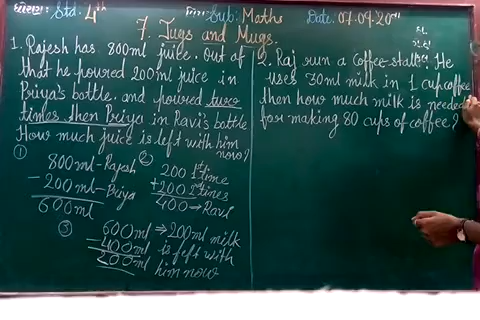 ધોરણ: Std. 4th વિષય: Sub: Maths Date: 07-09-20
7. Jugs and Mugs.
1. Rajesh has 800ml juice. Out of
that he poured 200ml juice in
Priya's bottle and poured two
times then Priya in Ravi's bottle
How much juice is left with him
now?
①
800ml - Rajesh
- 200ml - Priya
600ml
②
200 1st time
+ 200 2nd times
400 → Ravi
③
600ml ⇒ 200ml milk
- 400ml is left with
200ml him now
2. Raj run a Coffee stall. He
uses 30ml milk in 1 cup coffee
then how much milk is needed
for making 80 cups of coffee?